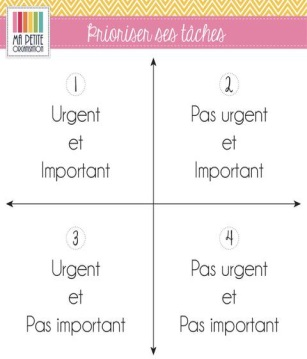 MA PETITE
ORGANISATION
Prioriser ses tâches
1
Urgent
et
Important
2
Pas urgent
et
Important
3
Urgent
et
Pas important
4
Pas urgent
et
Pas important